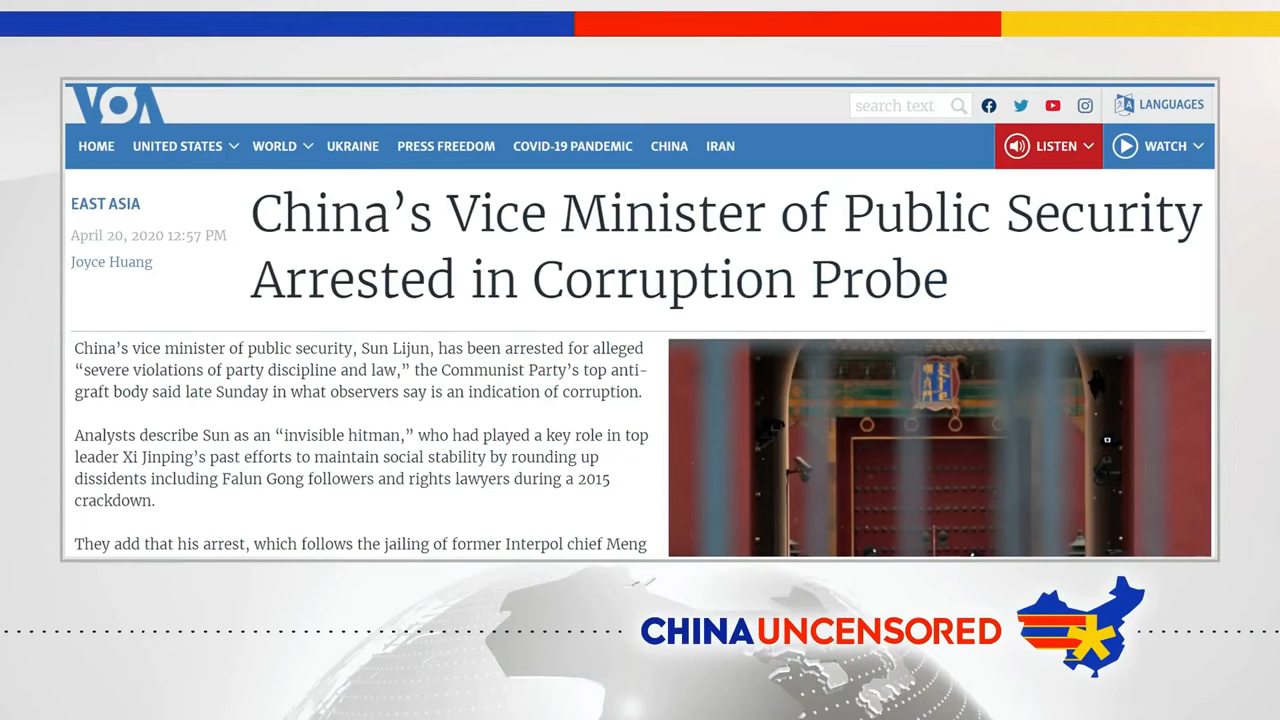 VOA
search text
LANGUAGES
HOME UNITED STATES WORLD UKRAINE PRESS FREEDOM COVID-19 PANDEMIC CHINA IRAN LISTEN WATCH
EAST ASIA
April 20, 2020 12:57 PM
Joyce Huang
China’s Vice Minister of Public Security
Arrested in Corruption Probe
China’s vice minister of public security, Sun Lijun, has been arrested for alleged
“severe violations of party discipline and law,” the Communist Party’s top anti-
graft body said late Sunday in what observers say is an indication of corruption.
Analysts describe Sun as an “invisible hitman,” who had played a key role in top
leader Xi Jinping’s past efforts to maintain social stability by rounding up
dissidents including Falun Gong followers and rights lawyers during a 2015
crackdown.
They add that his arrest, which follows the jailing of former Interpol chief Meng
CHINA UNCENSORED